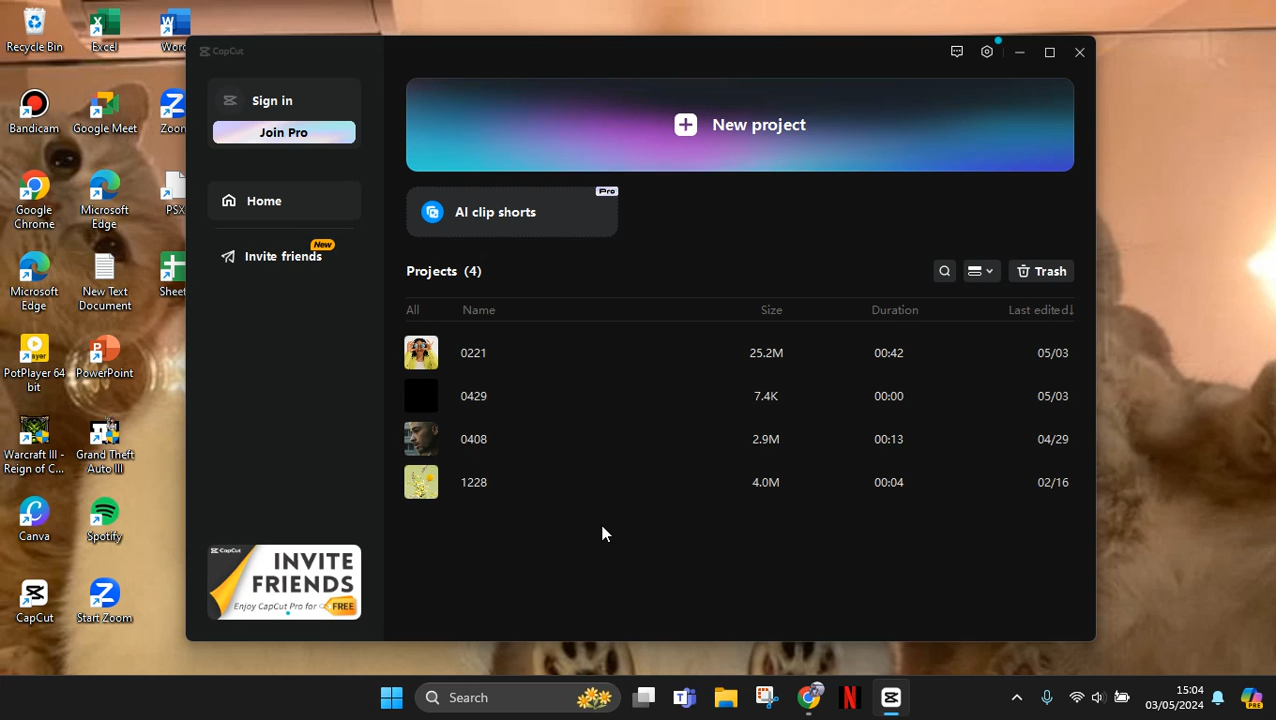 Recycle Bin
Excel
Word
Bandicam
Google Meet
Zoom
Google
Chrome
Microsoft
Edge
PSX
Microsoft
Edge
New Text
Document
Sheet
PotPlayer 64
bit
PowerPoint
Warcraft III -
Reign of C...
Grand Theft
Auto III
Canva
Spotify
CapCut
Start Zoom
CapCut
Sign in
Join Pro
Home
Invite friends
New
CapCut
INVITE
FRIENDS
Enjoy CapCut Pro for FREE
New project
AI clip shorts
Pro
Projects (4)
Trash
All Name Size Duration Last edited↓
0221 25.2M 00:42 05/03
0429 7.4K 00:00 05/03
0408 2.9M 00:13 04/29
1228 4.0M 00:04 02/16
Search
15:04
03/05/2024
PRE